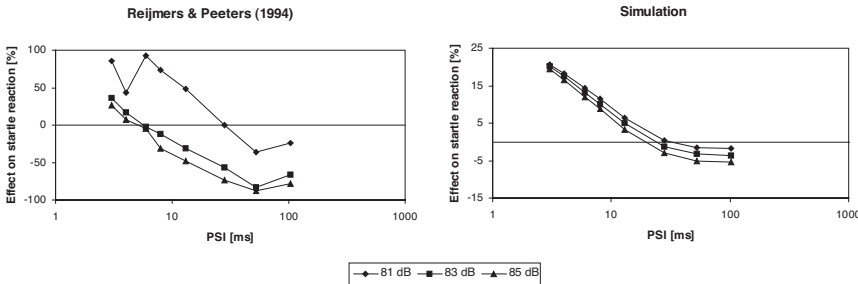 Reijmers & Peeters (1994)
Effect on startle reaction [%]
100
50
0
-50
-100
1
10
100
1000
PSI [ms]
Simulation
Effect on startle reaction [%]
25
15
5
-5
-15
1
10
100
1000
PSI [ms]
81 dB
83 dB
85 dB